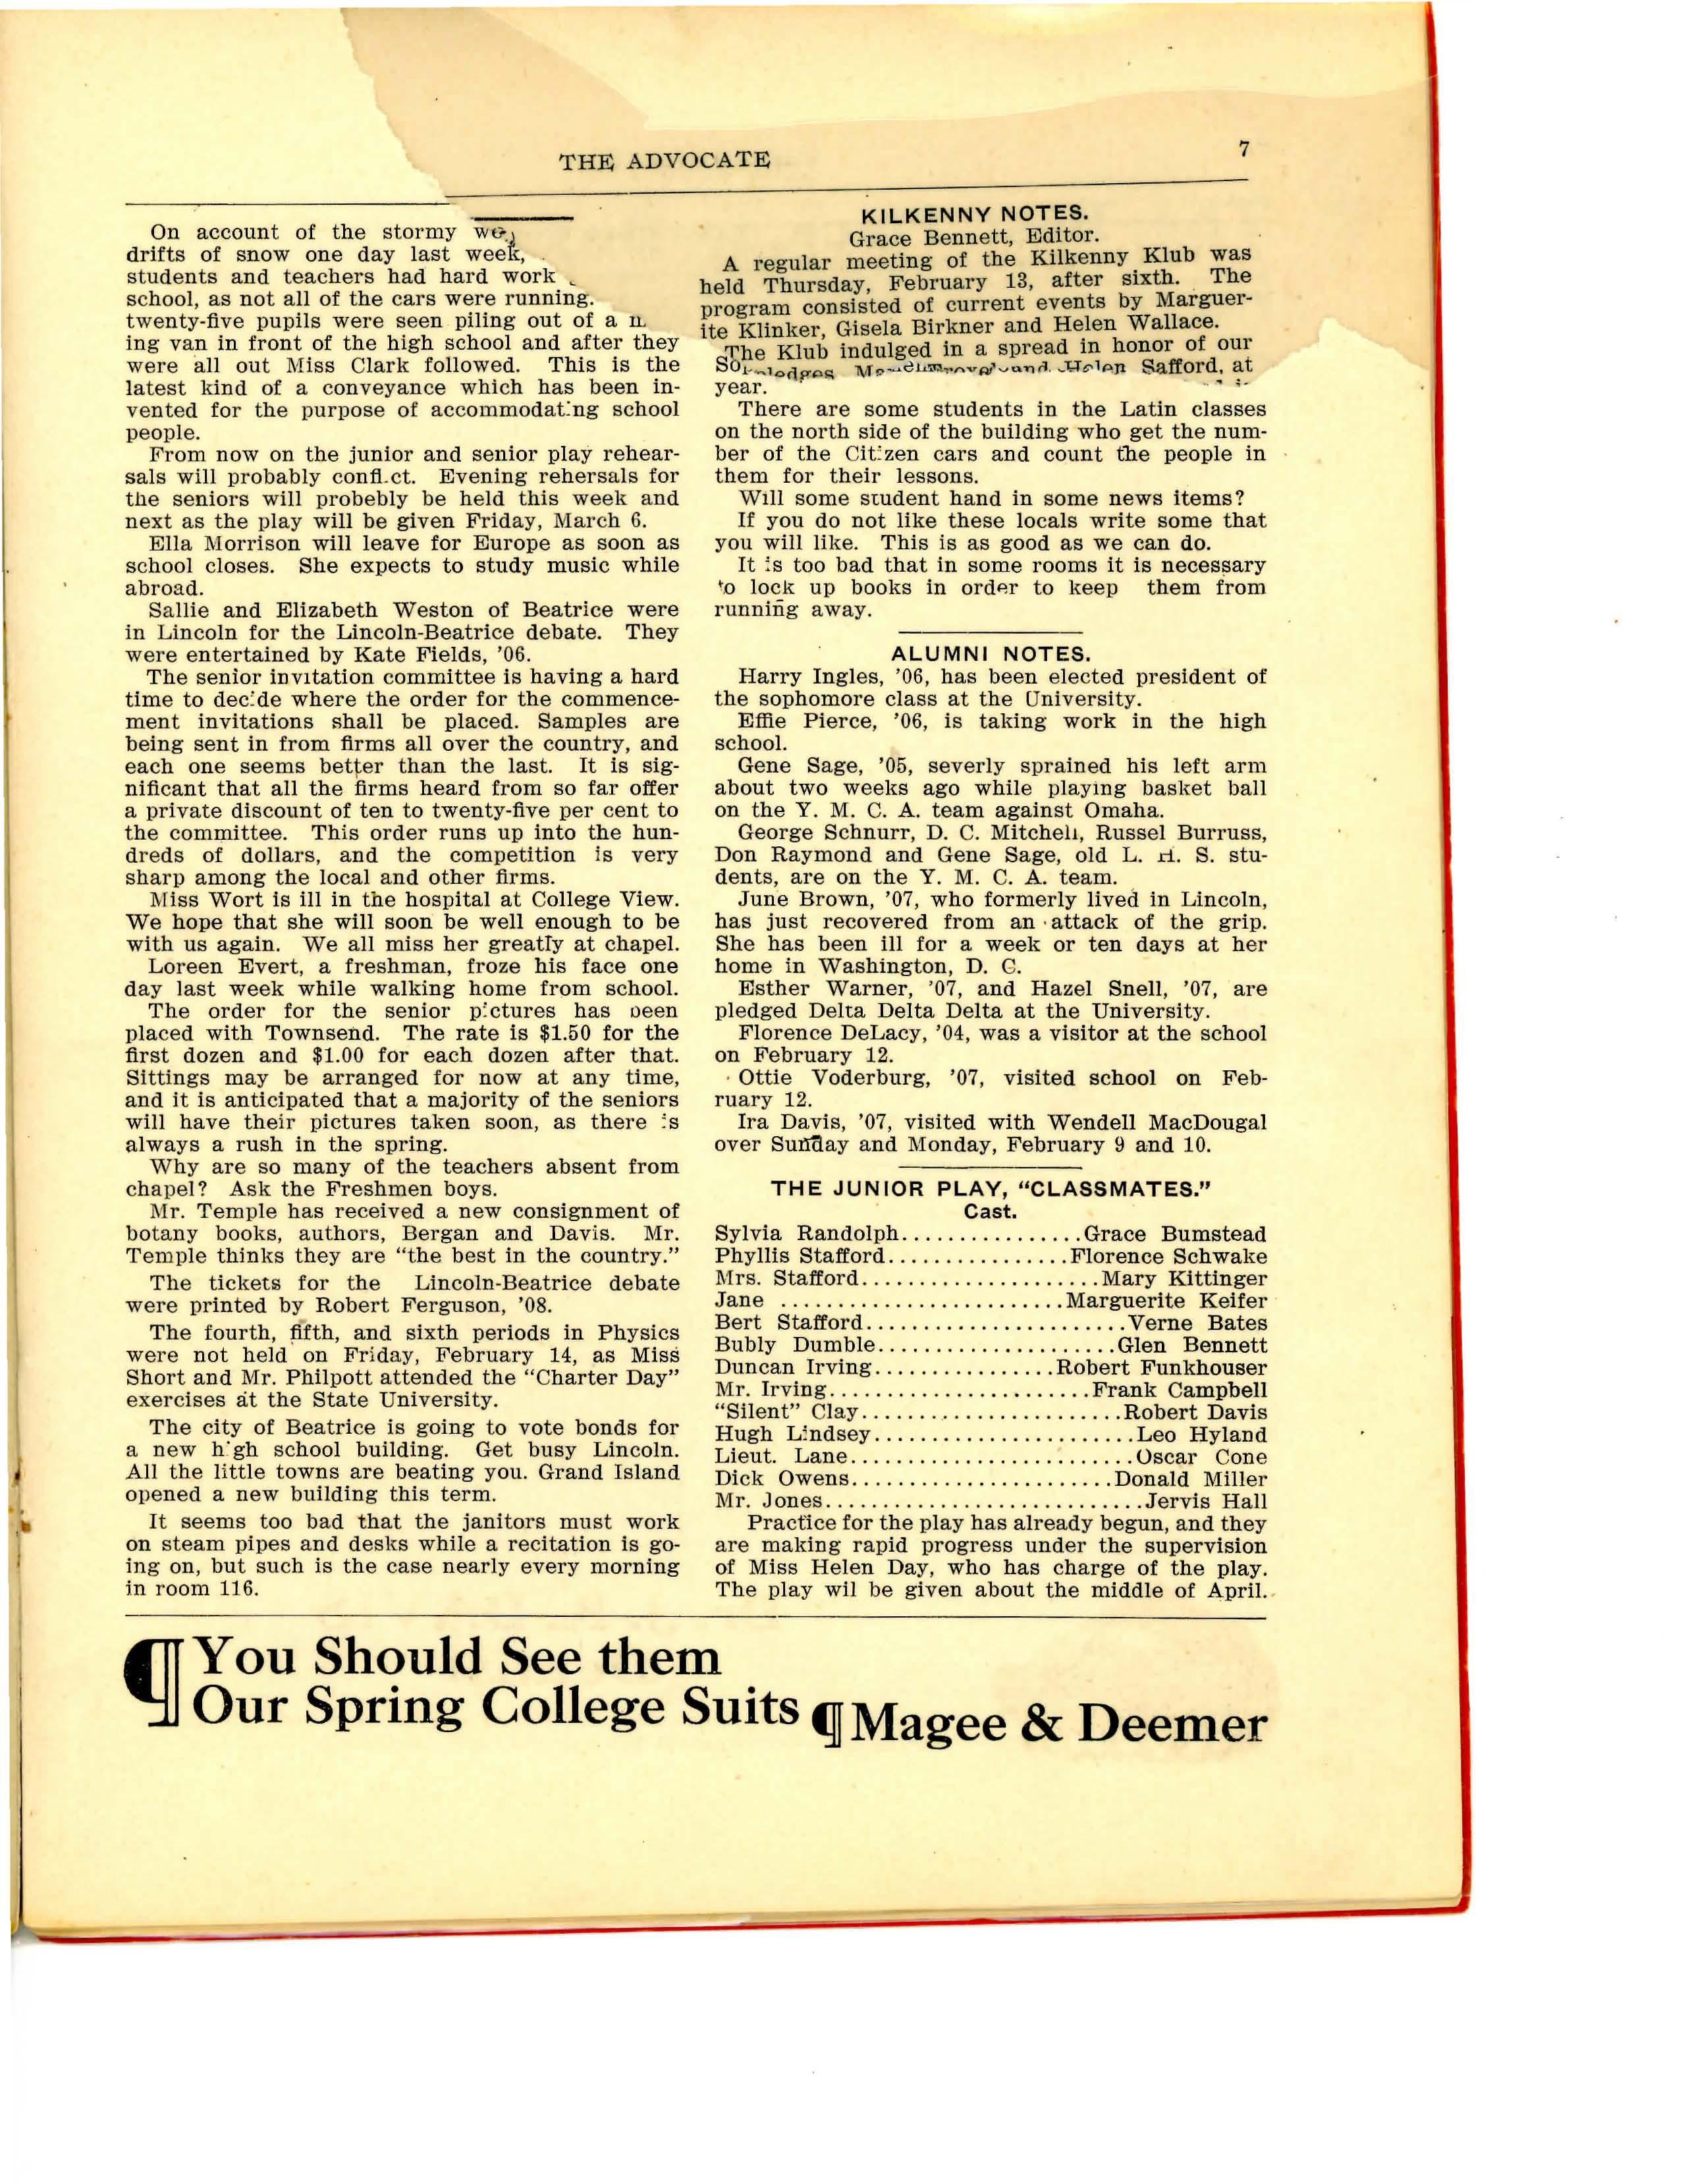 THE ADVOCATE
7
On account of the stormy
drifts of snow one day last week,
students and teachers had hard work
school, as not all of the cars were running.
twenty-five pupils were seen piling out of a
ing van in front of the high school and after they
were all out Miss Clark followed. This is the
latest kind of a conveyance which has been in-
vented for the purpose of accommodating school
people.
From now on the junior and senior play rehear-
sals will probably conflict. Evening rehersals for
the seniors will probebly be held this week and
next as the play will be given Friday, March 6.
Ella Morrison will leave for Europe as soon as
school closes. She expects to study music while
abroad.
Sallie and Elizabeth Weston of Beatrice were
in Lincoln for the Lincoln-Beatrice debate. They
were entertained by Kate Fields, '06.
The senior invitation committee is having a hard
time to decide where the order for the commence-
ment invitations shall be placed. Samples are
being sent in from firms all over the country, and
each one seems better than the last. It is sig-
nificant that all the firms heard from so far offer
a private discount of ten to twenty-five per cent to
the committee. This order runs up into the hun-
dreds of dollars, and the competition is very
sharp among the local and other firms.
Miss Wort is ill in the hospital at College View.
We hope that she will soon be well enough to be
with us again. We all miss her greatly at chapel.
Loreen Evert, a freshman, froze his face one
day last week while walking home from school.
The order for the senior pictures has been
placed with Townsend. The rate is $1.50 for the
first dozen and $1.00 for each dozen after that.
Sittings may be arranged for now at any time,
and it is anticipated that a majority of the seniors
will have their pictures taken soon, as there is
always a rush in the spring.
Why are so many of the teachers absent from
chapel? Ask the Freshmen boys.
Mr. Temple has received a new consignment of
botany books, authors, Bergan and Davis. Mr.
Temple thinks they are "the best in the country."
The tickets for the Lincoln-Beatrice debate
were printed by Robert Ferguson, '08.
The fourth, fifth, and sixth periods in Physics
were not held on Friday, February 14, as Miss
Short and Mr. Philpott attended the "Charter Day"
exercises at the State University.
The city of Beatrice is going to vote bonds for
a new high school building. Get busy Lincoln.
All the little towns are beating you. Grand Island
opened a new building this term.
It seems too bad that the janitors must work
on steam pipes and desks while a recitation is go-
ing on, but such is the case nearly every morning
in room 116.
KILKENNY NOTES.
Grace Bennett, Editor.
A regular meeting of the Kilkenny Klub was
held Thursday, February 13, after sixth. The
program consisted of current events by Marguer-
ite Klinker, Gisela Birkner and Helen Wallace.
The Klub indulged in a spread in honor of our
and Helen Safford, at
year.
There are some students in the Latin classes
on the north side of the building who get the num-
ber of the Citizen cars and count the people in
them for their lessons.
Will some student hand in some news items?
If you do not like these locals write some that
you will like. This is as good as we can do.
It is too bad that in some rooms it is necessary
to lock up books in order to keep them from
running away.
ALUMNI NOTES.
Harry Ingles, '06, has been elected president of
the sophomore class at the University.
Effie Pierce, '06, is taking work in the high
school.
Gene Sage, '05, severly sprained his left arm
about two weeks ago while playing basket ball
on the Y. M. C. A. team against Omaha.
George Schnurr, D. C. Mitchell, Russel Burruss,
Don Raymond and Gene Sage, old L. H. S. stu-
dents, are on the Y. M. C. A. team.
June Brown, '07, who formerly lived in Lincoln,
has just recovered from an attack of the grip.
She has been ill for a week or ten days at her
home in Washington, D. C.
Esther Warner, '07, and Hazel Snell, '07, are
pledged Delta Delta Delta at the University.
Florence DeLacy, '04, was a visitor at the school
on February 12.
Ottie Voderburg, '07, visited school on Feb-
ruary 12.
Ira Davis, '07, visited with Wendell MacDougal
over Sunday and Monday, February 9 and 10.
THE JUNIOR PLAY, "CLASSMATES."
Cast.
Sylvia Randolph................Grace Bumstead
Phyllis Stafford................Florence Schwake
Mrs. Stafford.....................Mary Kittinger
Jane .........................Marguerite Keifer
Bert Stafford.......................Verne Bates
Bubly Dumble.....................Glen Bennett
Duncan Irving................Robert Funkhouser
Mr. Irving.......................Frank Campbell
"Silent" Clay.......................Robert Davis
Hugh Lindsey.......................Leo Hyland
Lieut. Lane.........................Oscar Cone
Dick Owens.......................Donald Miller
Mr. Jones............................Jervis Hall
Practice for the play has already begun, and they
are making rapid progress under the supervision
of Miss Helen Day, who has charge of the play.
The play wil be given about the middle of April.
¶ You Should See them
Our Spring College Suits ¶ Magee & Deemer